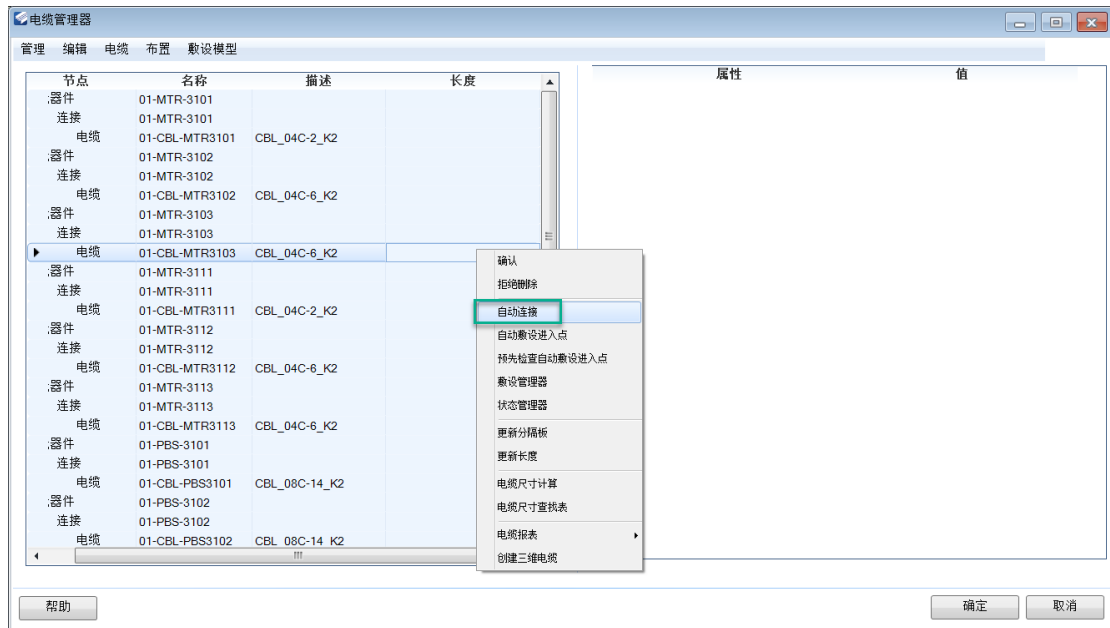 电缆管理器
管理 编辑 电缆 布置 敷设模型
节点 名称 描述 长度 属性 值
器件 01-MTR-3101
连接 01-MTR-3101
电缆 01-CBL-MTR3101 CBL_04C-2_K2
器件 01-MTR-3102
连接 01-MTR-3102
电缆 01-CBL-MTR3102 CBL_04C-6_K2
器件 01-MTR-3103
连接 01-MTR-3103
电缆 01-CBL-MTR3103 CBL_04C-6_K2
器件 01-MTR-3111
连接 01-MTR-3111
电缆 01-CBL-MTR3111 CBL_04C-2_K2
器件 01-MTR-3112
连接 01-MTR-3112
电缆 01-CBL-MTR3112 CBL_04C-6_K2
器件 01-MTR-3113
连接 01-MTR-3113
电缆 01-CBL-MTR3113 CBL_04C-6_K2
器件 01-PBS-3101
连接 01-PBS-3101
电缆 01-CBL-PBS3101 CBL_08C-14_K2
器件 01-PBS-3102
连接 01-PBS-3102
电缆 01-CBL-PBS3102 CBL_08C-14_K2
确认
拒绝删除
自动连接
自动敷设进入点
预先检查自动敷设进入点
敷设管理器
状态管理器
更新分隔板
更新长度
电缆尺寸计算
电缆尺寸查找表
电缆报表
创建三维电缆
帮助 确定 取消